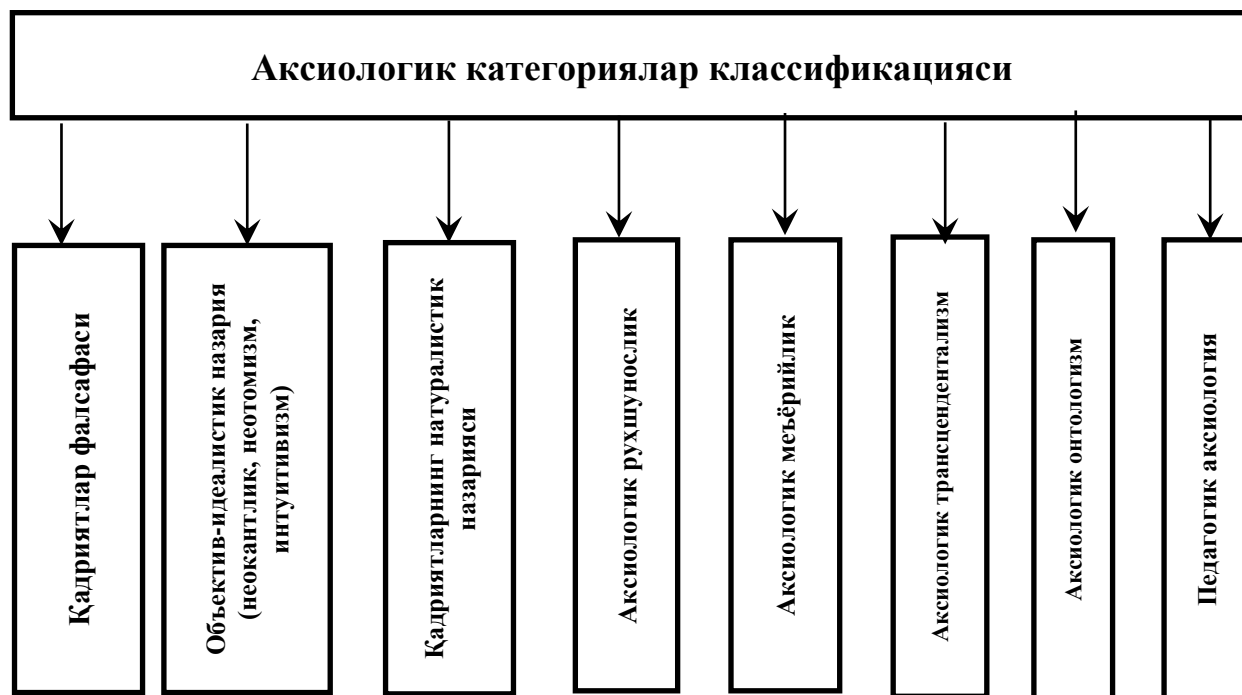 Аксиологик категориялар классификацияси
Қадриятлар фалсафаси
Объектив-идеалистик назария
(неокантлик, неотомизм,
интуитивизм)
Қадриятларнинг натуралистик
назарияси
Аксиологик руҳшунослик
Аксиологик меъёрийлик
Аксиологик трансцендентализм
Аксиологик онтологизм
Педагогик аксиология